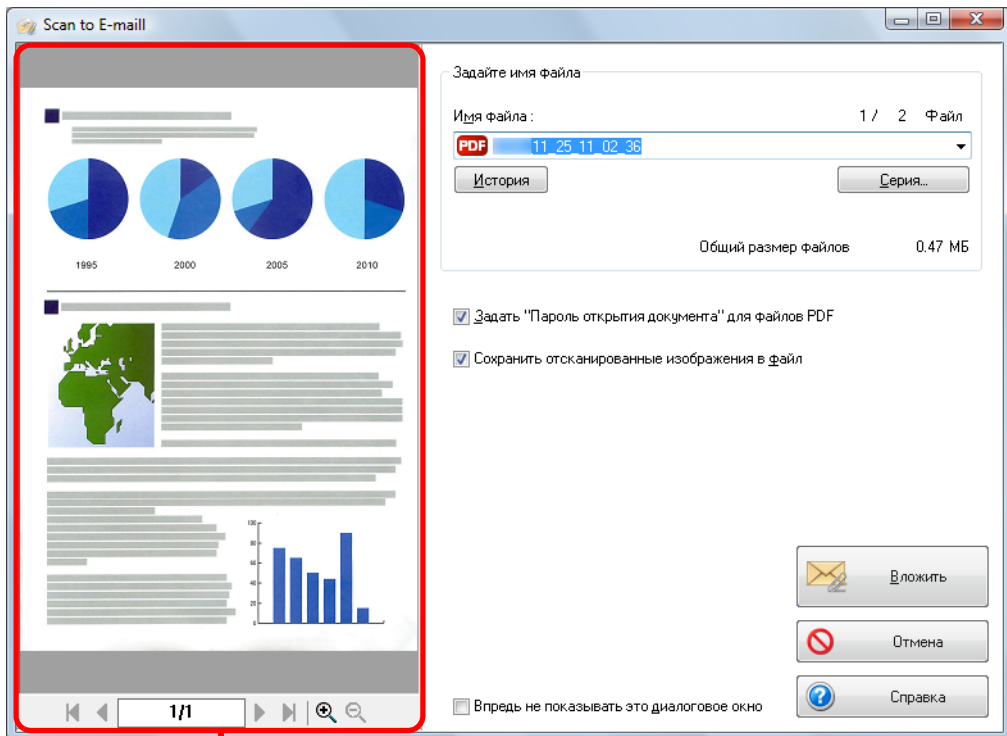 Scan to E-maill
1995 2000 2005 2010
100
80
60
40
20
0
1/1
Задайте имя файла
Имя файла : 1 / 2 Файл
PDF 11_25_11_02_36
История Серия...
Общий размер файлов 0.47 МБ
Задать "Пароль открытия документа" для файлов PDF
Сохранить отсканированные изображения в файл
Вложить
Отмена
Впредь не показывать это диалоговое окно
Справка